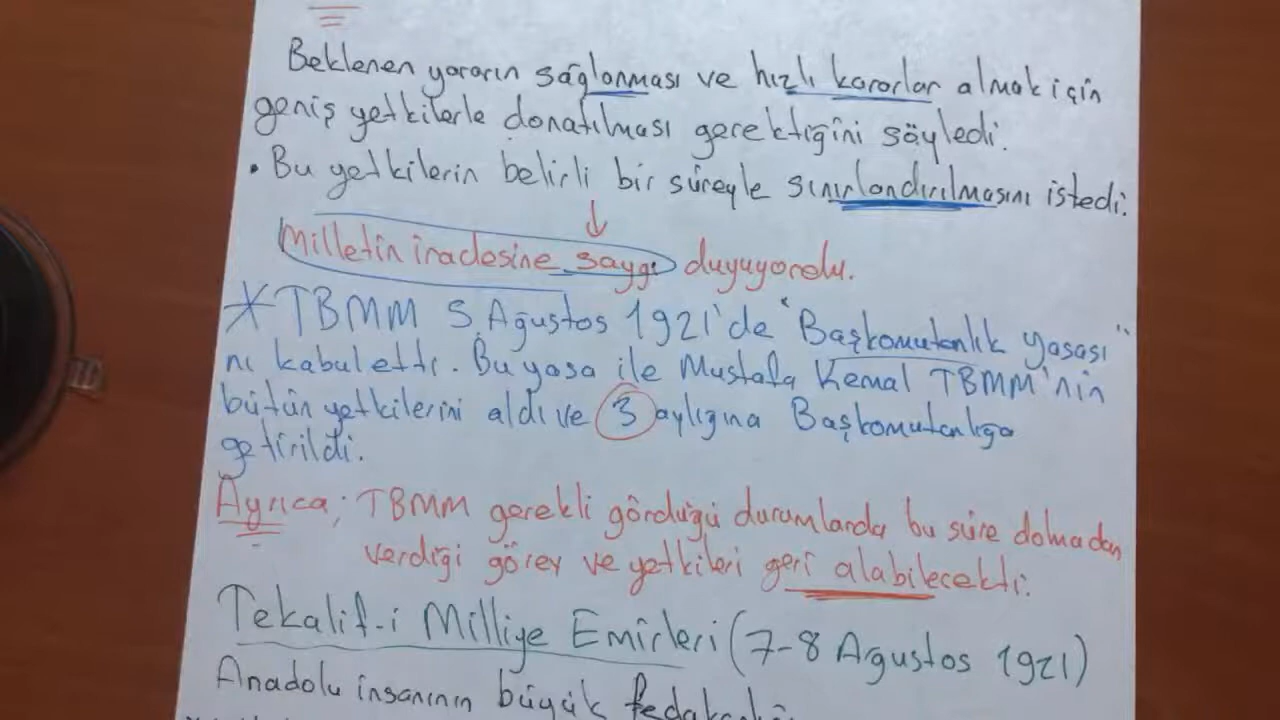 Beklenen yararın sağlanması ve hızlı kararlar almak için
geniş yetkilerle donatılması gerektiğini söyledi.
• Bu yetkilerin belirli bir süreyle sınırlandırılmasını istedi.
↓
Milletin iradesine saygı duyuyordu.
* TBMM 5 Ağustos 1921'de "Başkomutanlık yasası"
nı kabul etti. Bu yasa ile Mustafa Kemal TBMM'nin
bütün yetkilerini aldı ve 3 aylığına Başkomutanlığa
getirildi.
Ayrıca; TBMM gerekli gördüğü durumlarda bu süre dolmadan
verdiği görev ve yetkileri geri alabilecekti.
Tekalif-i Milliye Emirleri (7-8 Ağustos 1921)
Anadolu insanının büyük